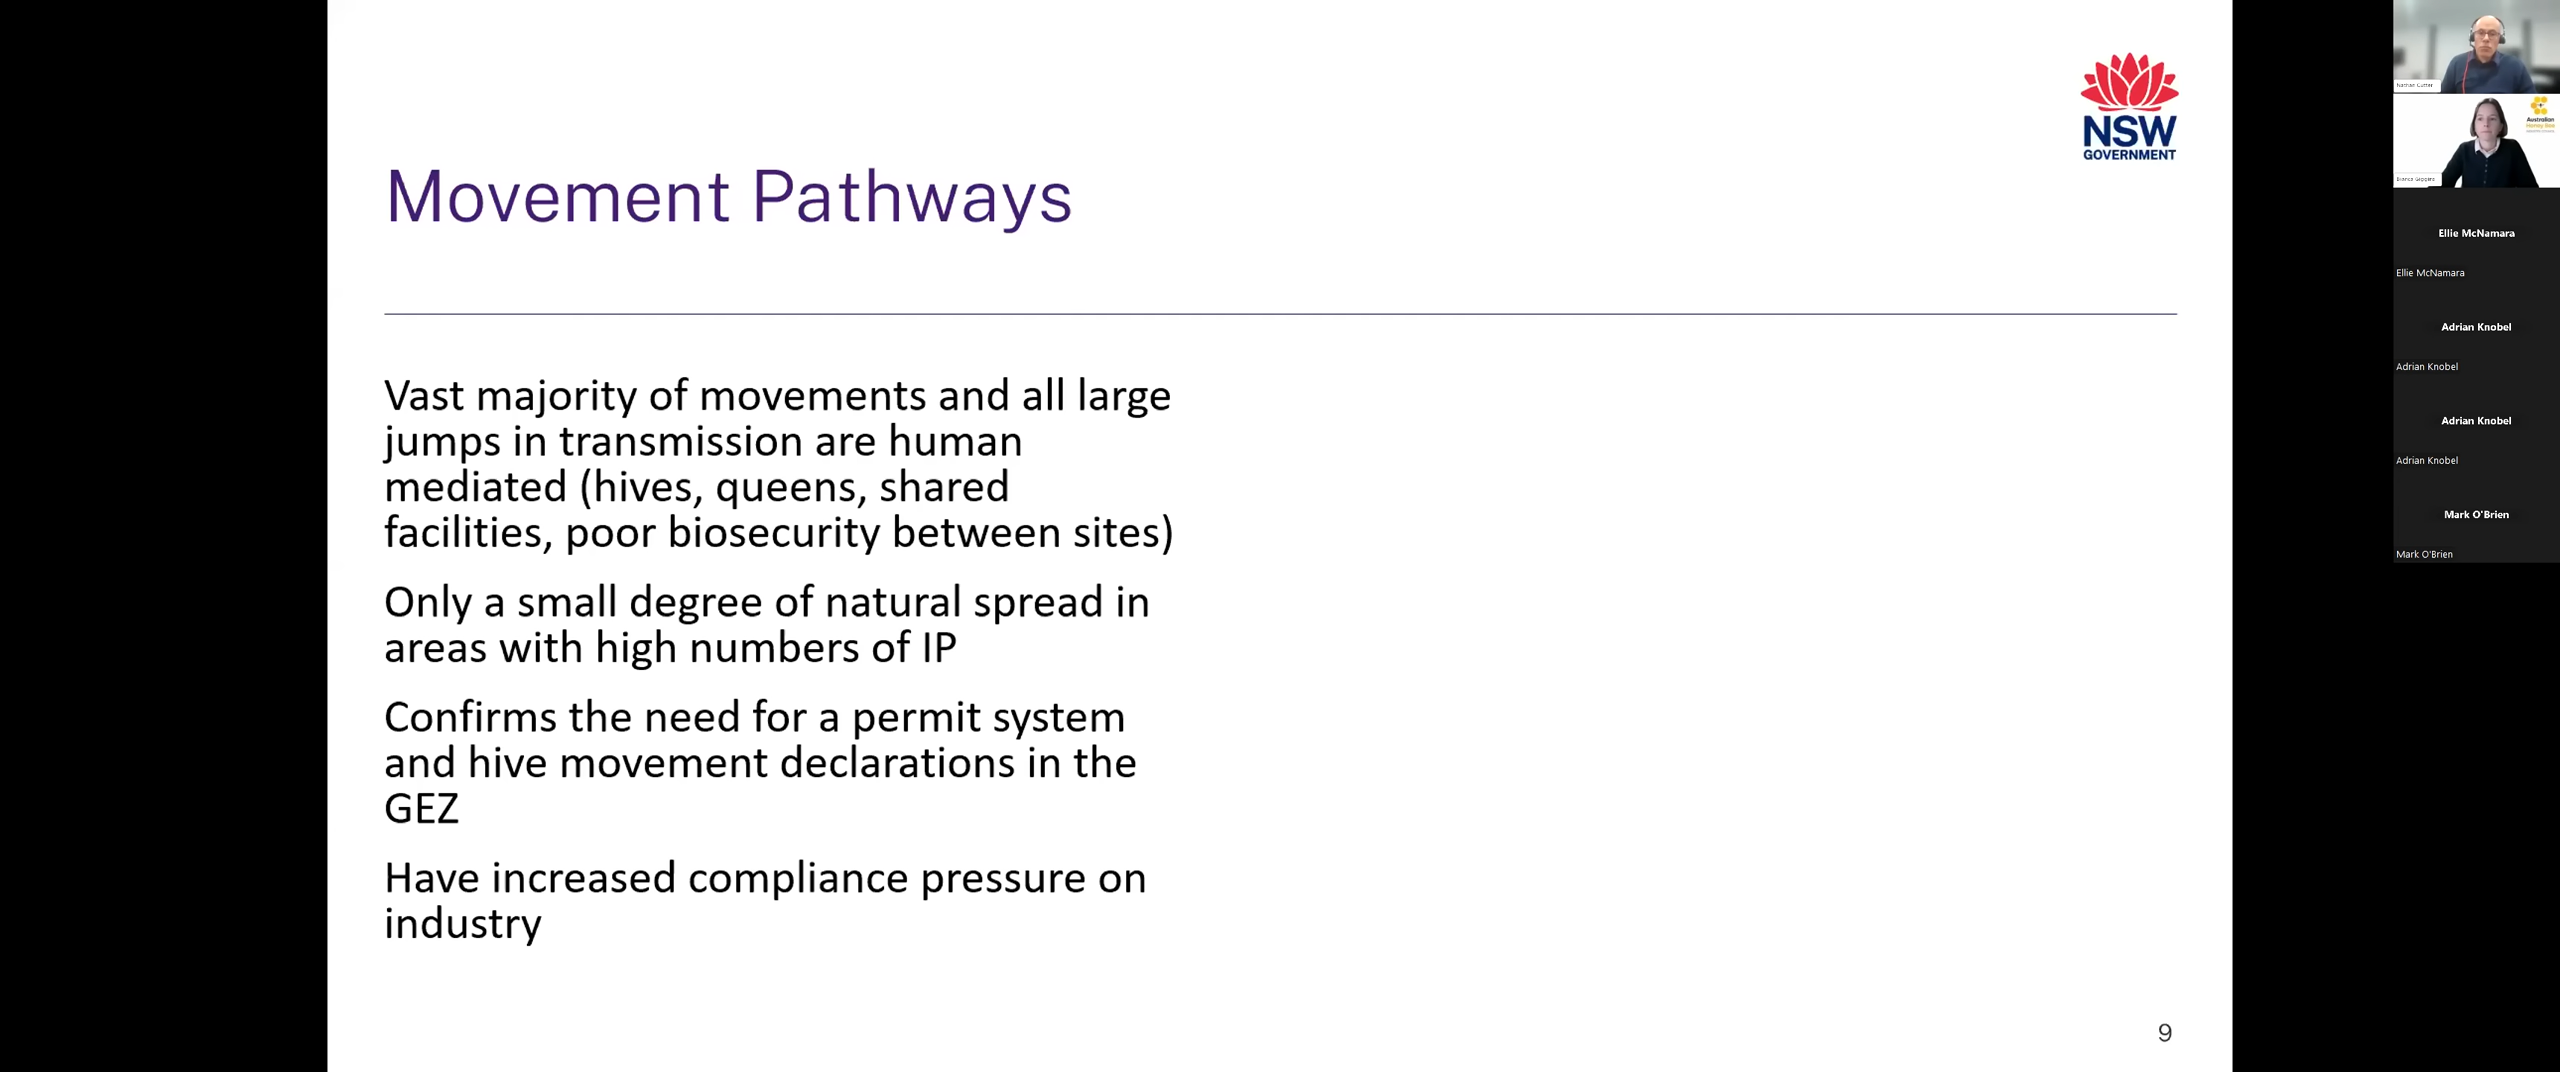 NSW
GOVERNMENT
Movement Pathways
Vast majority of movements and all large
jumps in transmission are human
mediated (hives, queens, shared
facilities, poor biosecurity between sites)
Only a small degree of natural spread in
areas with high numbers of IP
Confirms the need for a permit system
and hive movement declarations in the
GEZ
Have increased compliance pressure on
industry
9
Australian
Honey Bee
Ellie McNamara
Ellie McNamara
Adrian Knobel
Adrian Knobel
Adrian Knobel
Adrian Knobel
Mark O'Brien
Mark O'Brien